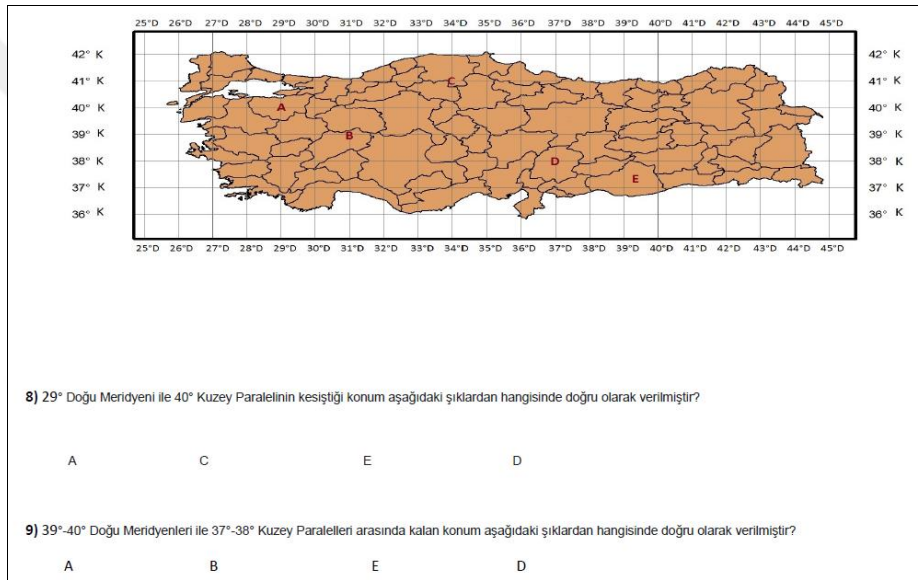 25°D 26°D 27°D 28°D 29°D 30°D 31°D 32°D 33°D 34°D 35°D 36°D 37°D 38°D 39°D 40°D 41°D 42°D 43°D 44°D 45°D
42° K 42° K
41° K C 41° K
40° K A 40° K
39° K B 39° K
38° K D 38° K
37° K E 37° K
36° K 36° K
25°D 26°D 27°D 28°D 29°D 30°D 31°D 32°D 33°D 34°D 35°D 36°D 37°D 38°D 39°D 40°D 41°D 42°D 43°D 44°D 45°D
8) 29° Doğu Meridyeni ile 40° Kuzey Paralelinin kesiştiği konum aşağıdaki şıklardan hangisinde doğru olarak verilmiştir?
A C E D
9) 39°-40° Doğu Meridyenleri ile 37°-38° Kuzey Paralelleri arasında kalan konum aşağıdaki şıklardan hangisinde doğru olarak verilmiştir?
A B E D